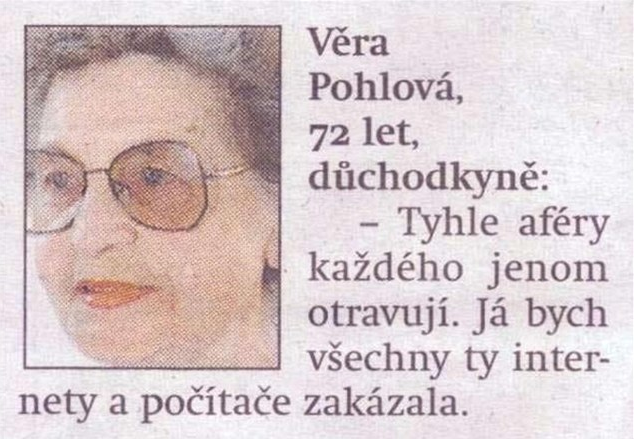 Věra
Pohlová,
72 let,
důchodkyně:
– Tyhle aféry
každého jenom
otravují. Já bych
všechny ty inter-
nety a počítače zakázala.